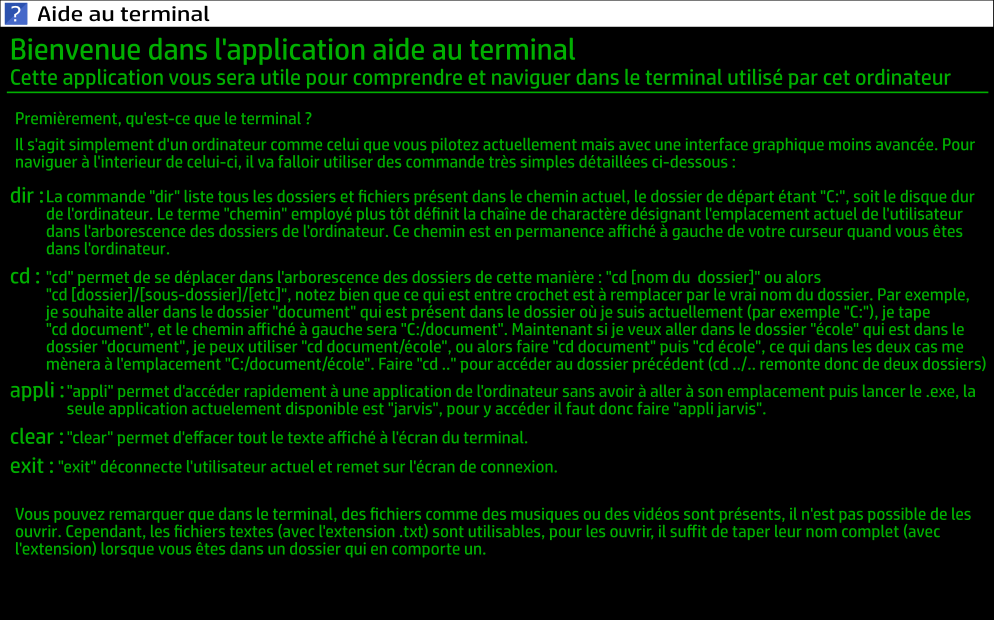 ? Aide au terminal
Bienvenue dans l'application aide au terminal
Cette application vous sera utile pour comprendre et naviguer dans le terminal utilisé par cet ordinateur
Premièrement, qu'est-ce que le terminal ?
Il s'agit simplement d'un ordinateur comme celui que vous pilotez actuellement mais avec une interface graphique moins avancée. Pour
naviguer à l'interieur de celui-ci, il va falloir utiliser des commande très simples détaillées ci-dessous :
dir : La commande "dir" liste tous les dossiers et fichiers présent dans le chemin actuel, le dossier de départ étant "C:", soit le disque dur
de l'ordinateur. Le terme "chemin" employé plus tôt définit la chaîne de charactère désignant l'emplacement actuel de l'utilisateur
dans l'arborescence des dossiers de l'ordinateur. Ce chemin est en permanence affiché à gauche de votre curseur quand vous êtes
dans l'ordinateur.
cd : "cd" permet de se déplacer dans l'arborescence des dossiers de cette manière : "cd [nom du dossier]" ou alors
"cd [dossier]/[sous-dossier]/[etc]", notez bien que ce qui est entre crochet est à remplacer par le vrai nom du dossier. Par exemple,
je souhaite aller dans le dossier "document" qui est présent dans le dossier où je suis actuellement (par exemple "C:"), je tape
"cd document", et le chemin affiché à gauche sera "C:/document". Maintenant si je veux aller dans le dossier "école" qui est dans le
dossier "document", je peux utiliser "cd document/école", ou alors faire "cd document" puis "cd école", ce qui dans les deux cas me
mènera à l'emplacement "C:/document/école". Faire "cd .." pour accéder au dossier précédent (cd ../.. remonte donc de deux dossiers)
appli : "appli" permet d'accéder rapidement à une application de l'ordinateur sans avoir à aller à son emplacement puis lancer le .exe, la
seule application actuelement disponible est "jarvis", pour y accéder il faut donc faire "appli jarvis".
clear : "clear" permet d'effacer tout le texte affiché à l'écran du terminal.
exit : "exit" déconnecte l'utilisateur actuel et remet sur l'écran de connexion.
Vous pouvez remarquer que dans le terminal, des fichiers comme des musiques ou des vidéos sont présents, il n'est pas possible de les
ouvrir. Cependant, les fichiers textes (avec l'extension .txt) sont utilisables, pour les ouvrir, il suffit de taper leur nom complet (avec
l'extension) lorsque vous êtes dans un dossier qui en comporte un.